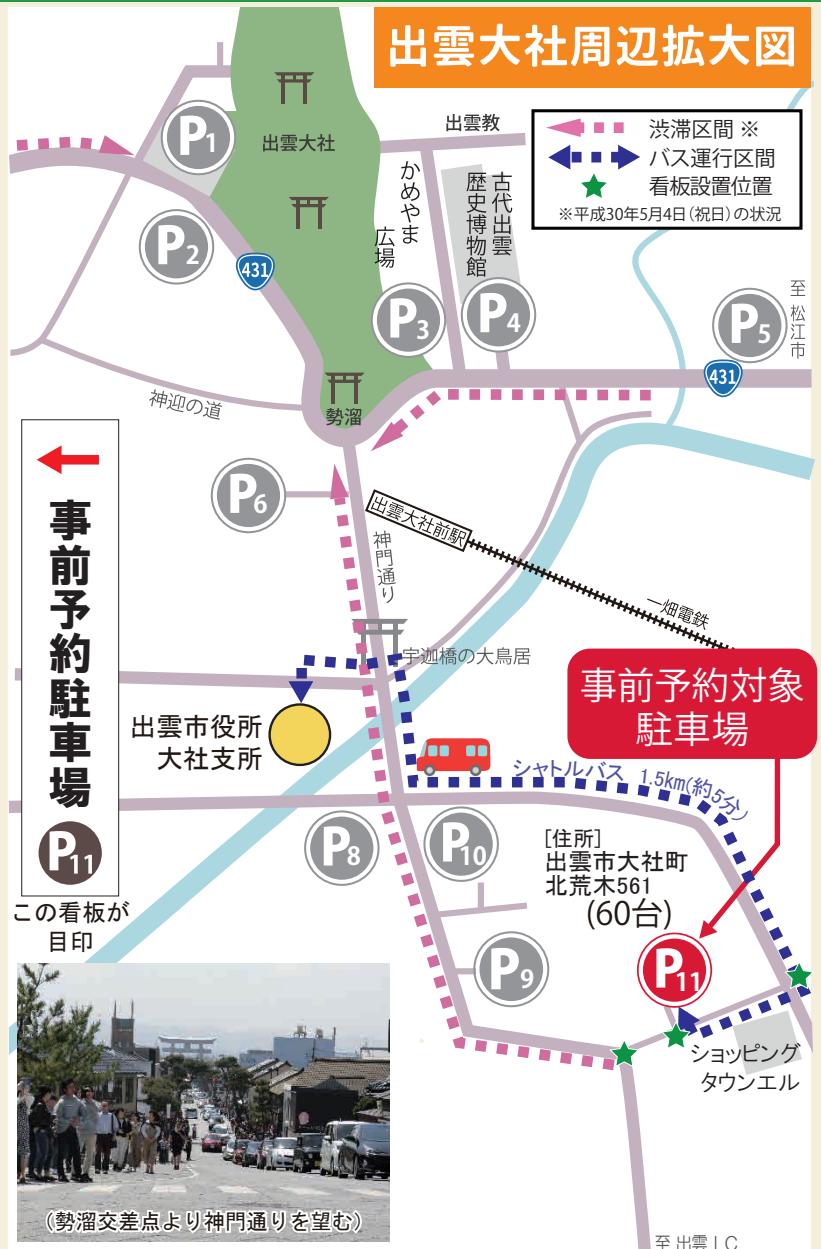 出雲大社周辺拡大図
渋滞区間 ※
バス運行区間
看板設置位置
※平成30年5月4日(祝日)の状況
出雲大社
出雲教
かめやま
広場
古代出雲
歴史博物館
P1
P2
431
P3
P4
P5
至 松江市
431
神迎の道
勢溜
P6
出雲大社前駅
神門通り
一畑電鉄
宇迦橋の大鳥居
事前予約駐車場
P11
この看板が
目印
出雲市役所
大社支所
事前予約対象
駐車場
シャトルバス 1.5km(約5分)
P8
P10
[住所]
出雲市大社町
北荒木561
(60台)
P9
P11
ショッピング
タウンエル
(勢溜交差点より神門通りを望む)
至 出雲 I.C